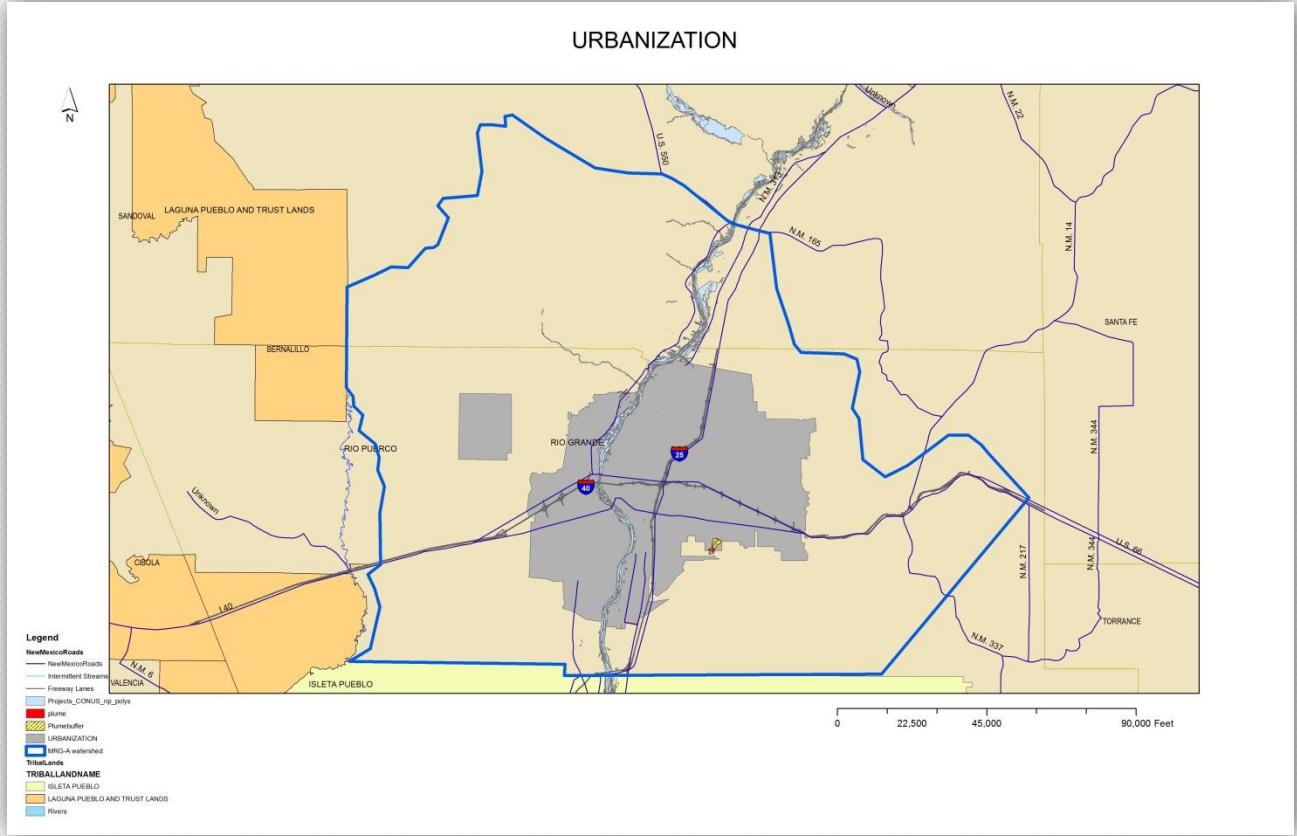 URBANIZATION
N
Unknown
N.M. 22
U.S. 550
N.M. 313
SANDOVAL
LAGUNA PUEBLO AND TRUST LANDS
N.M. 165
N.M. 14
SANTA FE
BERNALILLO
RIO PUERCO
RIO GRANDE
25
N.M. 344
40
Unknown
U.S. 66
CIBOLA
N.M. 217
N.M. 344
I 40
TORRANCE
N.M. 337
N.M. 6
VALENCIA
ISLETA PUEBLO
Legend
NewMexicoRoads
NewMexicoRoads
Intermittent Streams
Freeway Lanes
Projects_CONUS_np_polys
plume
Plumebuffer
URBANIZATION
MRG-A watershed
TribalLands
TRIBALLANDNAME
ISLETA PUEBLO
LAGUNA PUEBLO AND TRUST LANDS
Rivers
0 22,500 45,000 90,000 Feet